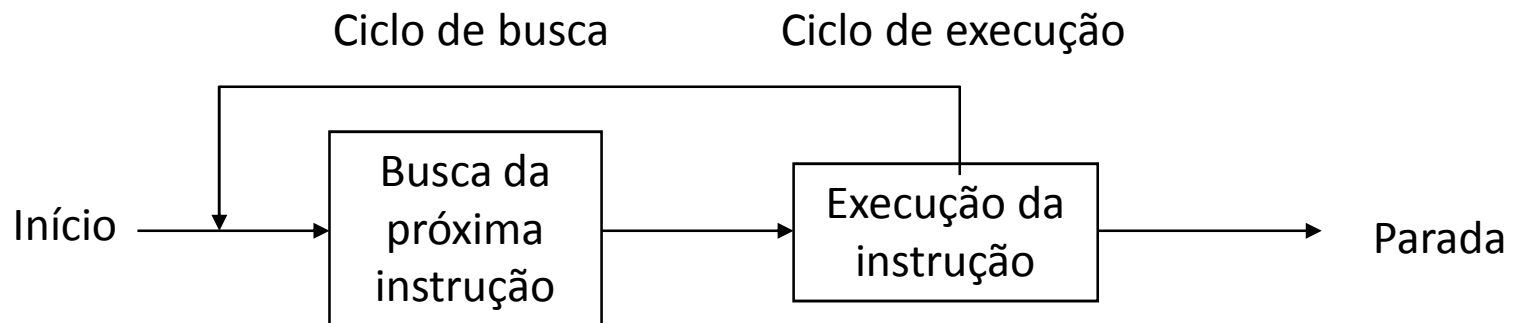 Ciclo de busca
Ciclo de execução
Início
Busca da
próxima
instrução
Execução da
instrução
Parada